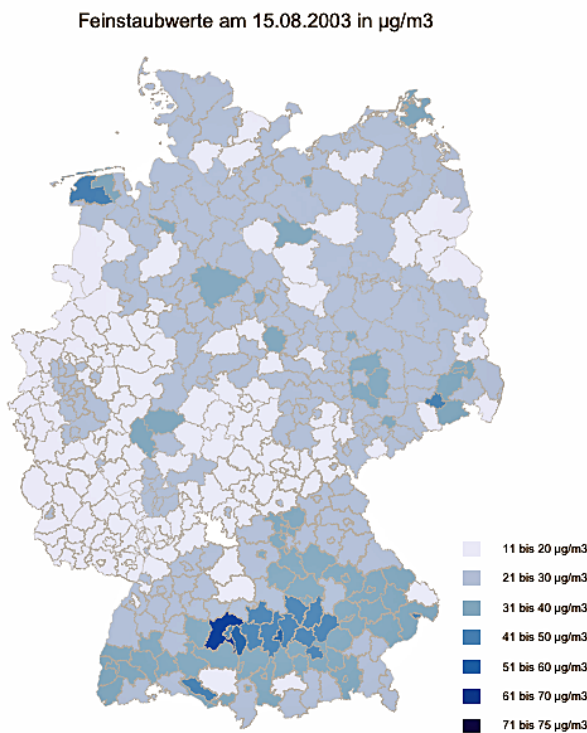 Feinstaubwerte am 15.08.2003 in µg/m3
11 bis 20 µg/m3
21 bis 30 µg/m3
31 bis 40 µg/m3
41 bis 50 µg/m3
51 bis 60 µg/m3
61 bis 70 µg/m3
71 bis 75 µg/m3